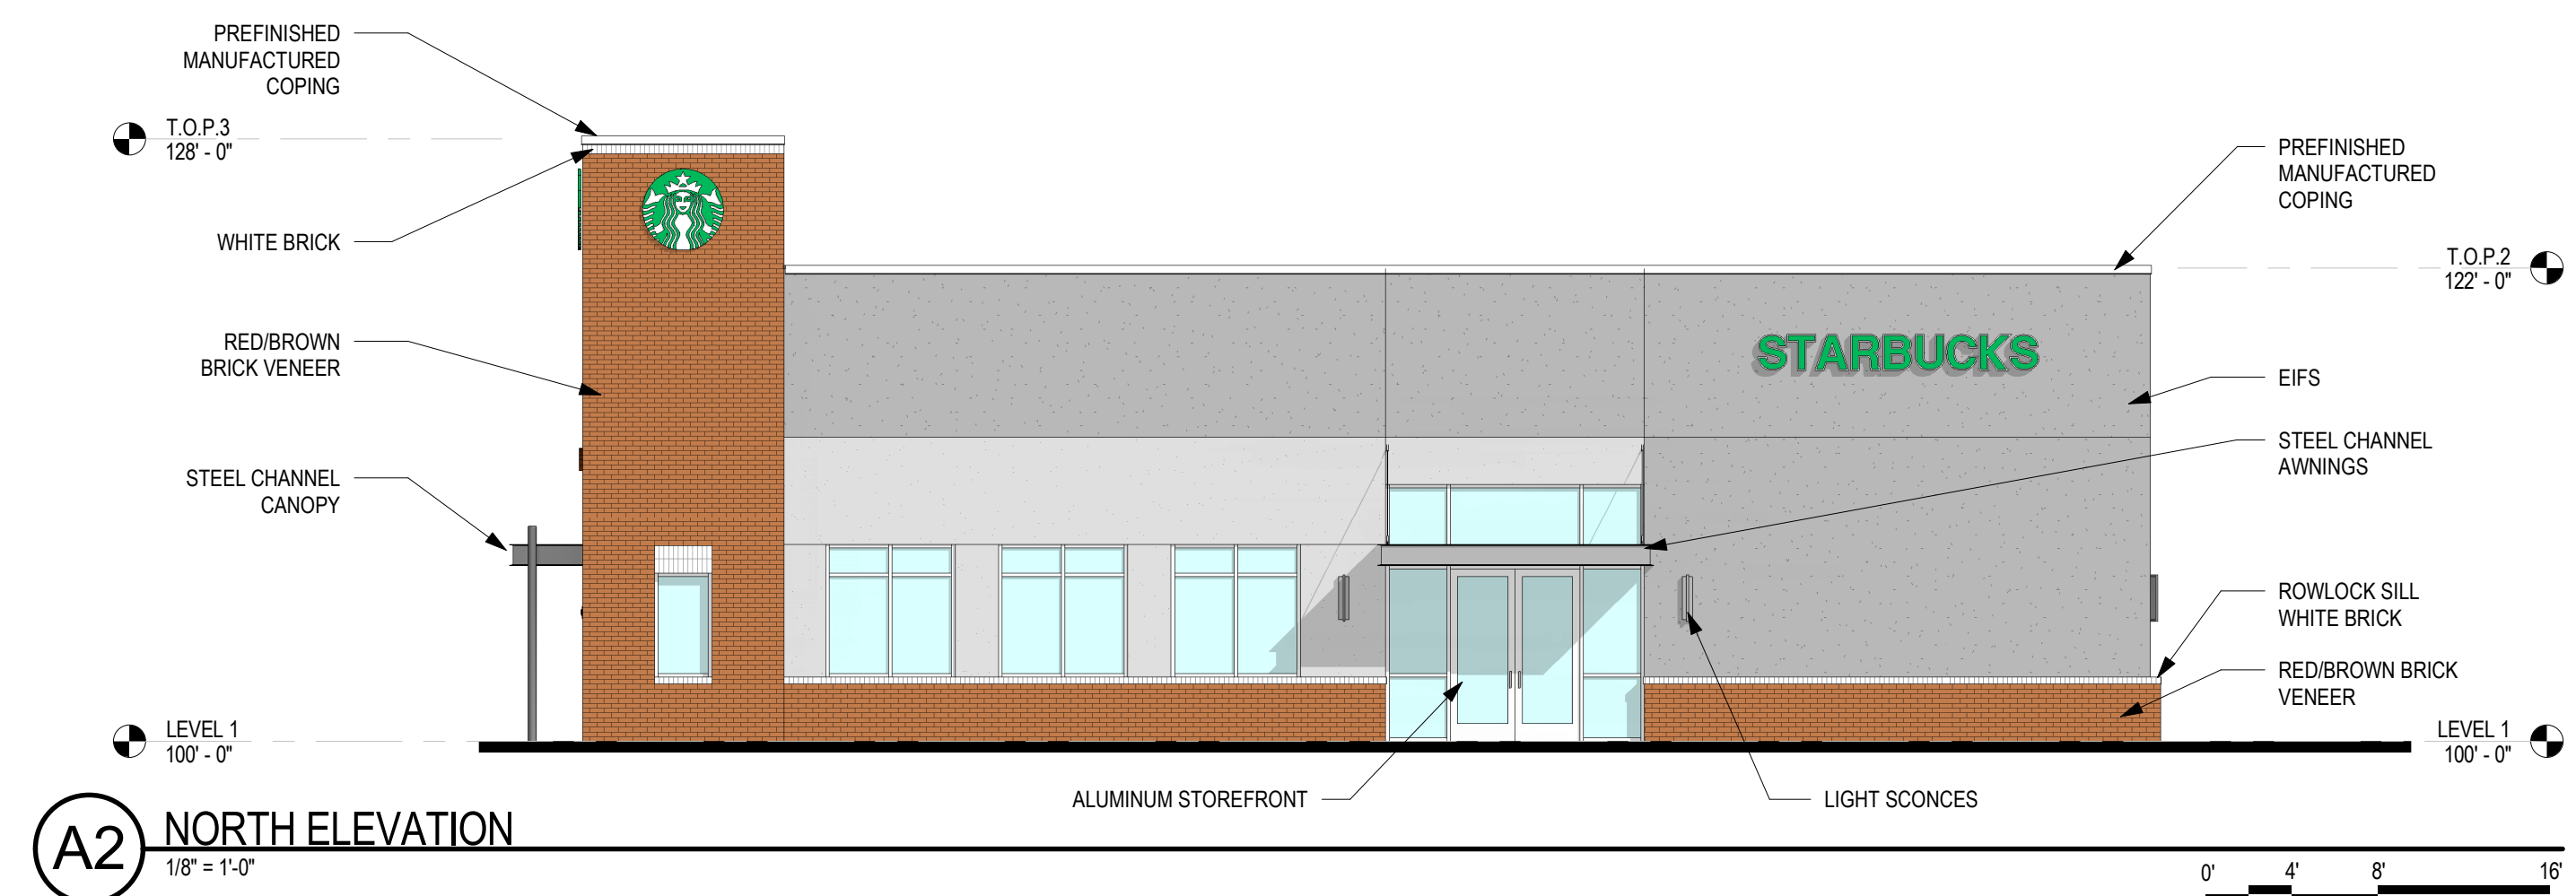 PREFINISHED
MANUFACTURED
COPING
T.O.P.3
128' - 0"
WHITE BRICK
RED/BROWN
BRICK VENEER
STEEL CHANNEL
CANOPY
LEVEL 1
100' - 0"
STARBUCKS
PREFINISHED
MANUFACTURED
COPING
T.O.P.2
122' - 0"
EIFS
STEEL CHANNEL
AWNINGS
ROWLOCK SILL
WHITE BRICK
RED/BROWN BRICK
VENEER
LEVEL 1
100' - 0"
ALUMINUM STOREFRONT
LIGHT SCONCES
A2
NORTH ELEVATION
1/8" = 1'-0"
0' 4' 8' 16'